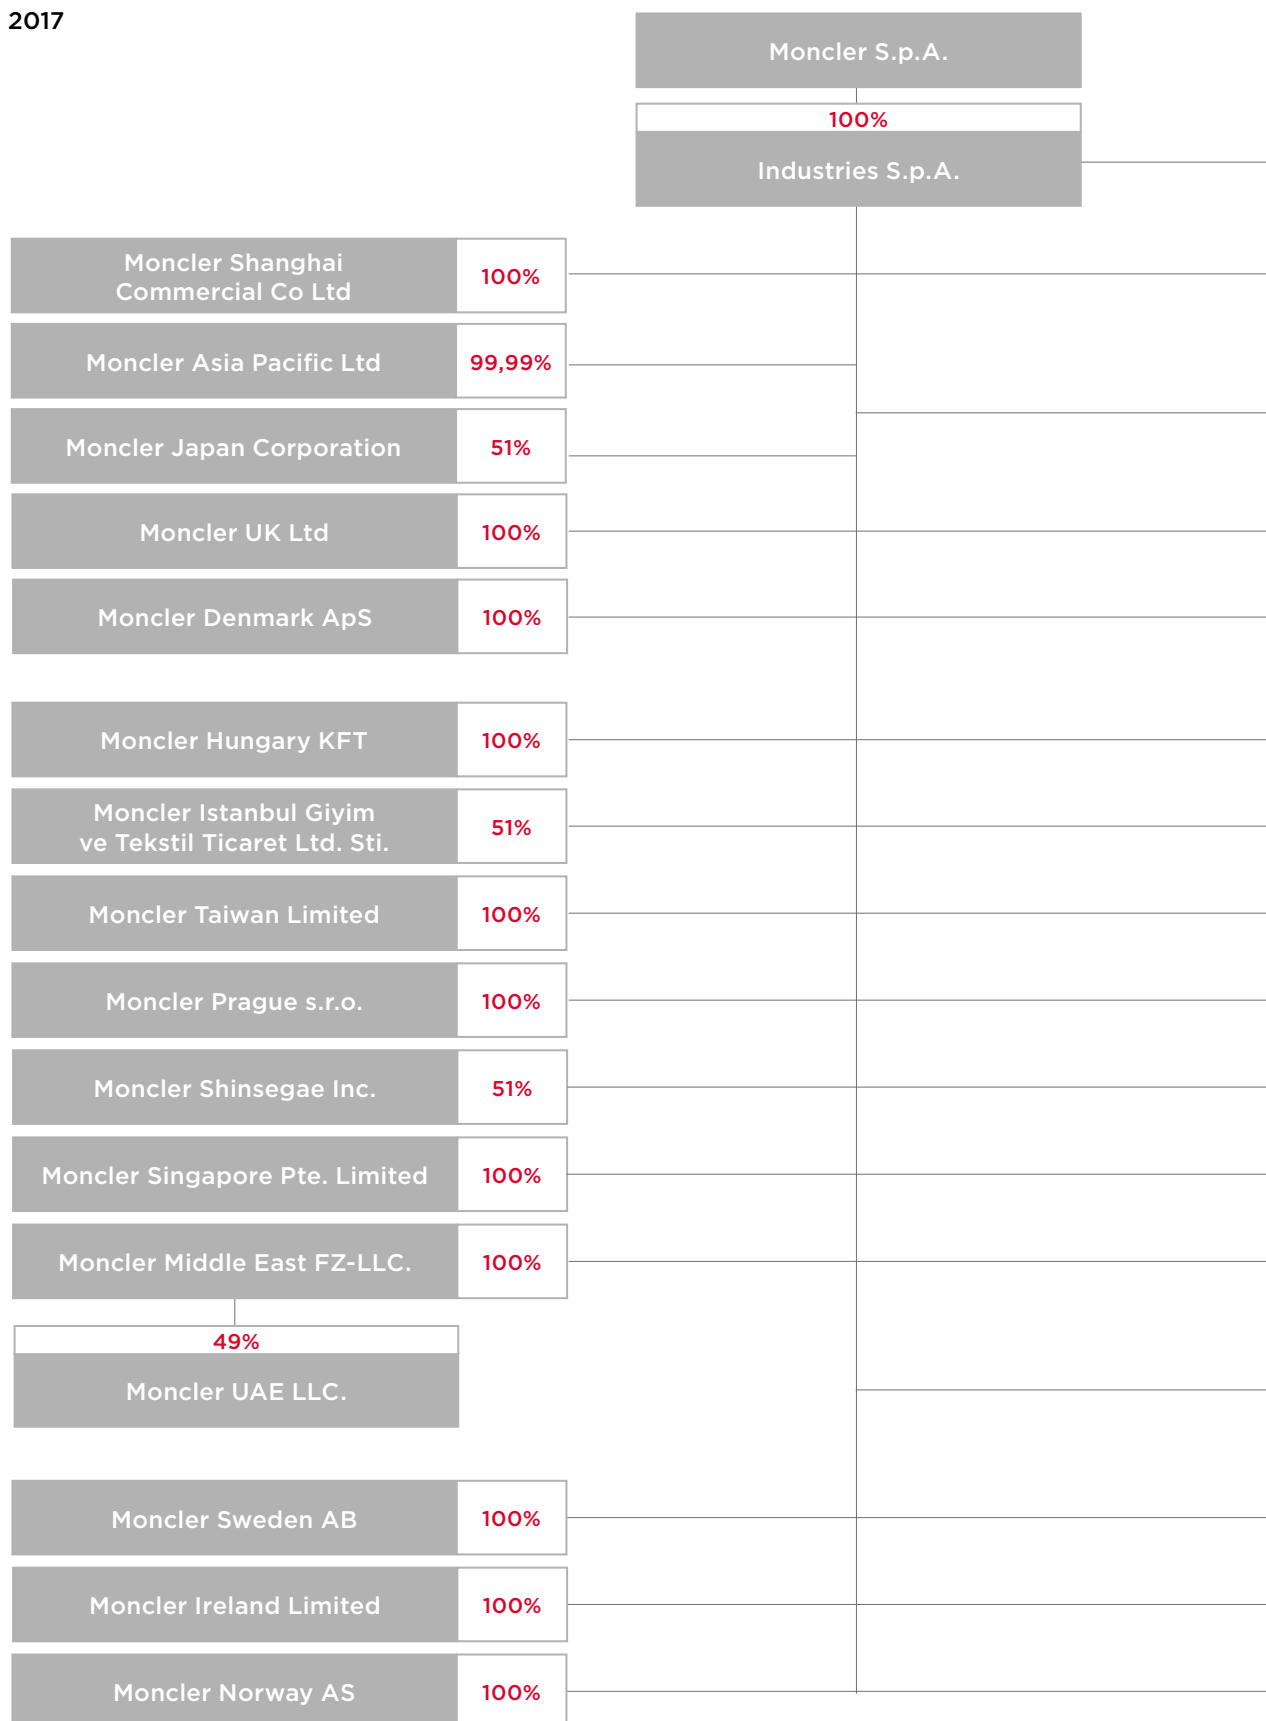 2017
Moncler S.p.A.
100%
Industries S.p.A.
Moncler Shanghai
Commercial Co Ltd
100%
Moncler Asia Pacific Ltd
99,99%
Moncler Japan Corporation
51%
Moncler UK Ltd
100%
Moncler Denmark ApS
100%
Moncler Hungary KFT
100%
Moncler Istanbul Giyim
ve Tekstil Ticaret Ltd. Sti.
51%
Moncler Taiwan Limited
100%
Moncler Prague s.r.o.
100%
Moncler Shinsegae Inc.
51%
Moncler Singapore Pte. Limited
100%
Moncler Middle East FZ-LLC.
100%
49%
Moncler UAE LLC.
Moncler Sweden AB
100%
Moncler Ireland Limited
100%
Moncler Norway AS
100%